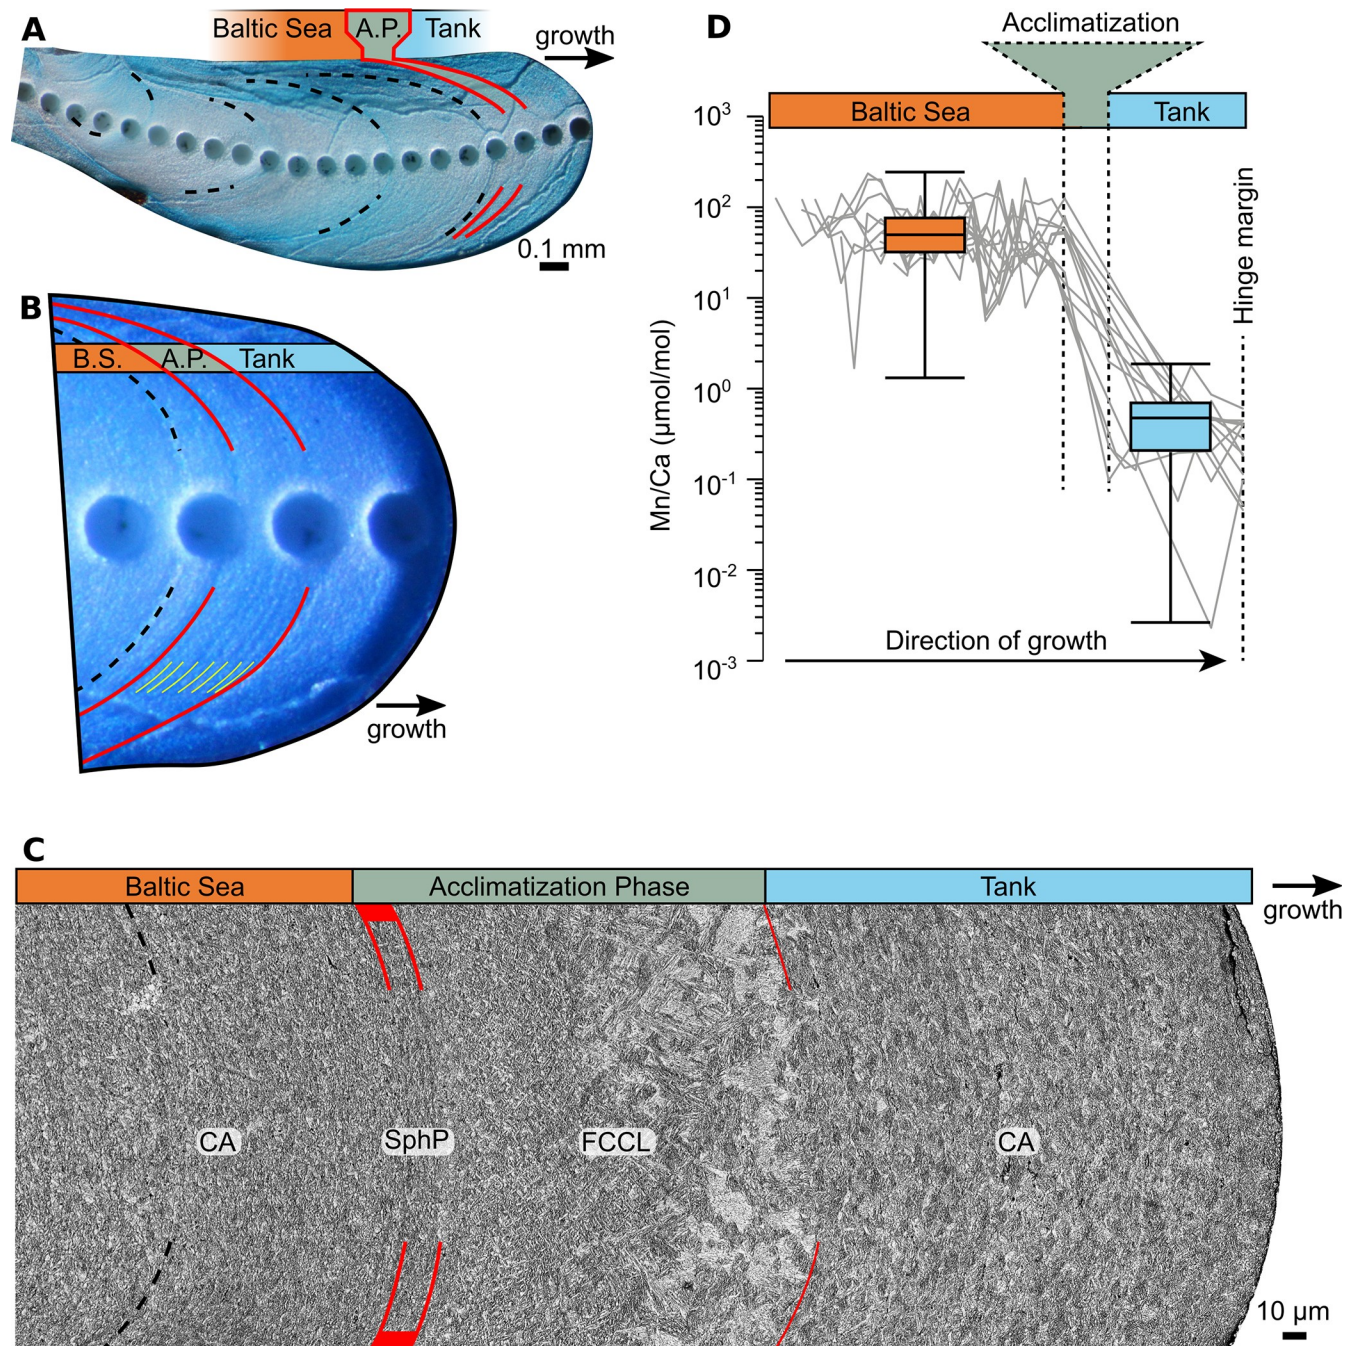 A
Baltic Sea
A.P.
Tank
growth
0.1 mm
B
B.S.
A.P.
Tank
growth
D
Acclimatization
Baltic Sea
Tank
10³
10²
10¹
10⁰
10⁻¹
10⁻²
10⁻³
Mn/Ca (µmol/mol)
Hinge margin
Direction of growth
C
Baltic Sea
Acclimatization Phase
Tank
growth
CA
SphP
FCCL
CA
10 µm